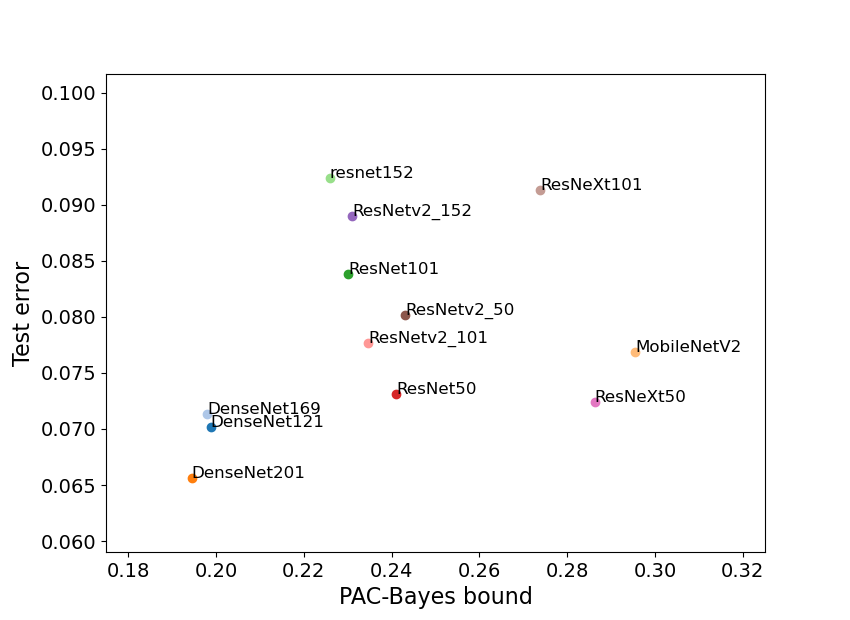 0.100
0.095
0.090
0.085
0.080
0.075
0.070
0.065
0.060
Test error
resnet152
ResNeXt101
ResNetv2_152
ResNet101
ResNetv2_50
ResNetv2_101
MobileNetV2
ResNet50
ResNeXt50
DenseNet169
DenseNet121
DenseNet201
0.18 0.20 0.22 0.24 0.26 0.28 0.30 0.32
PAC-Bayes bound